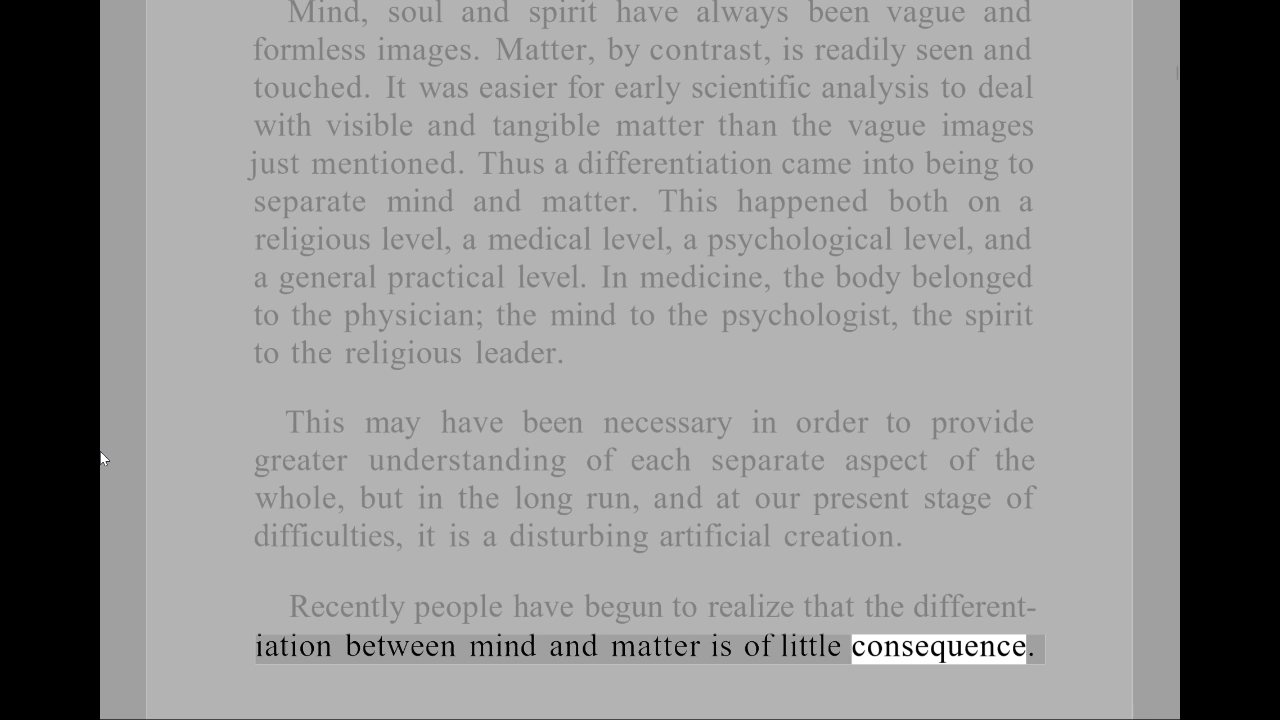 Mind, soul and spirit have always been vague and
formless images. Matter, by contrast, is readily seen and
touched. It was easier for early scientific analysis to deal
with visible and tangible matter than the vague images
just mentioned. Thus a differentiation came into being to
separate mind and matter. This happened both on a
religious level, a medical level, a psychological level, and
a general practical level. In medicine, the body belonged
to the physician; the mind to the psychologist, the spirit
to the religious leader.
This may have been necessary in order to provide
greater understanding of each separate aspect of the
whole, but in the long run, and at our present stage of
difficulties, it is a disturbing artificial creation.
Recently people have begun to realize that the different-
iation between mind and matter is of little consequence.